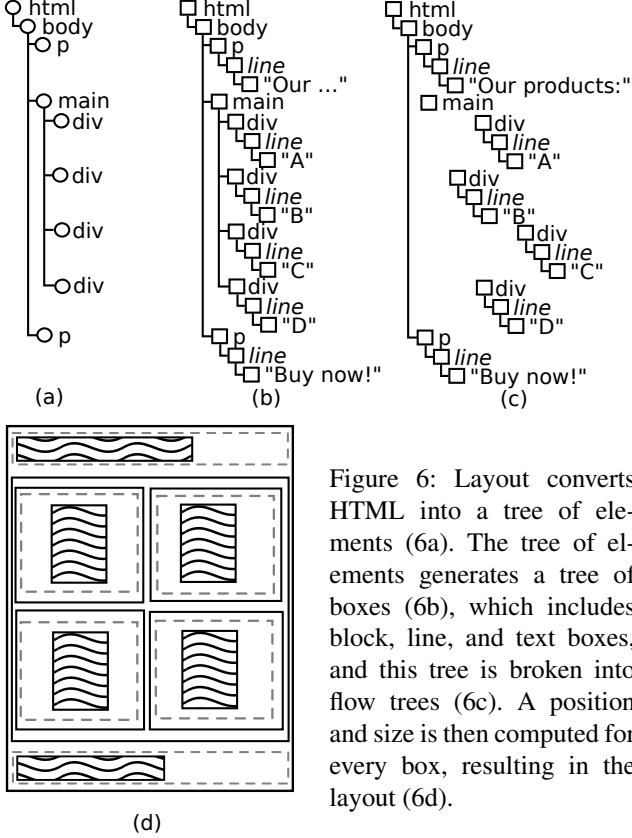 html
body
p
main
div
div
div
div
p
(a)
html
body
p
line
"Our ..."
main
div
line
"A"
div
line
"B"
div
line
"C"
div
line
"D"
p
line
"Buy now!"
(b)
html
body
p
line
"Our products:"
main
div
line
"A"
div
line
"B"
div
line
"C"
div
line
"D"
p
line
"Buy now!"
(c)
(d)
Figure 6: Layout converts
HTML into a tree of ele-
ments (6a). The tree of el-
ements generates a tree of
boxes (6b), which includes
block, line, and text boxes,
and this tree is broken into
flow trees (6c). A position
and size is then computed for
every box, resulting in the
layout (6d).